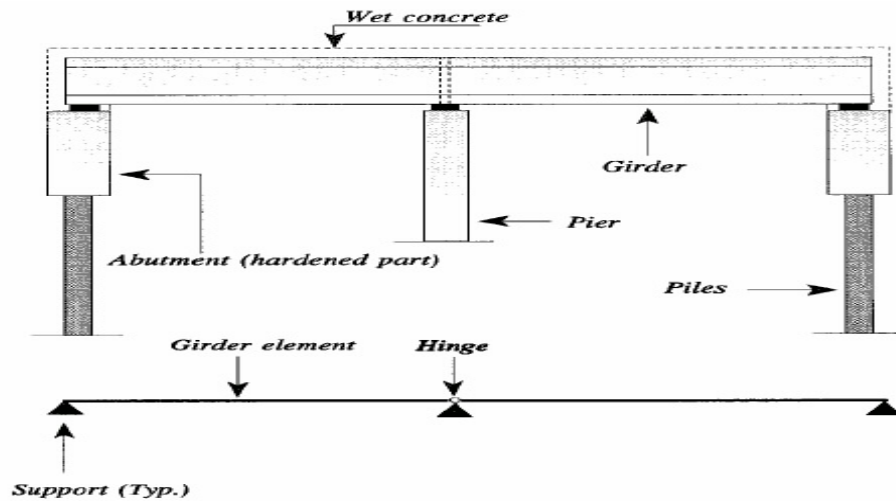 Wet concrete
Girder
Pier
Abutment (hardened part)
Piles
Girder element
Hinge
Support (Typ.)